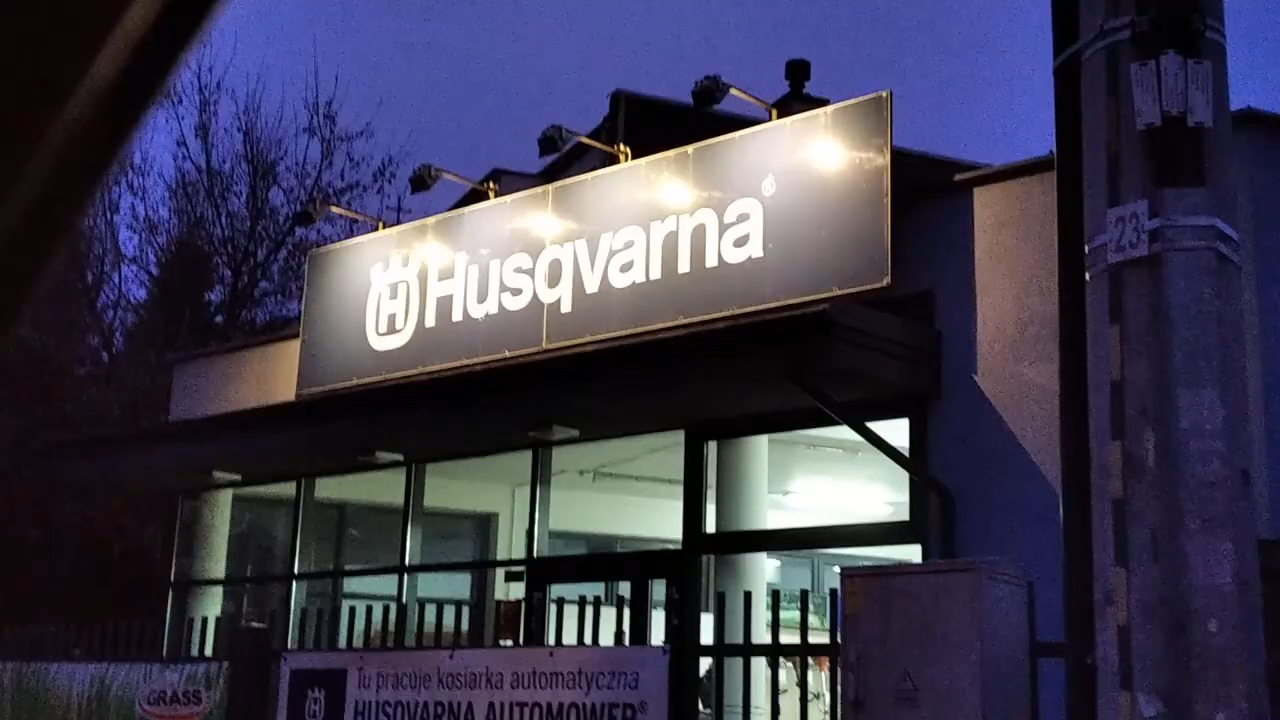 H Husqvarna®
23
Tu pracuje kosiarka automatyczna
HUSQVARNA AUTOMOWER®
GRASS